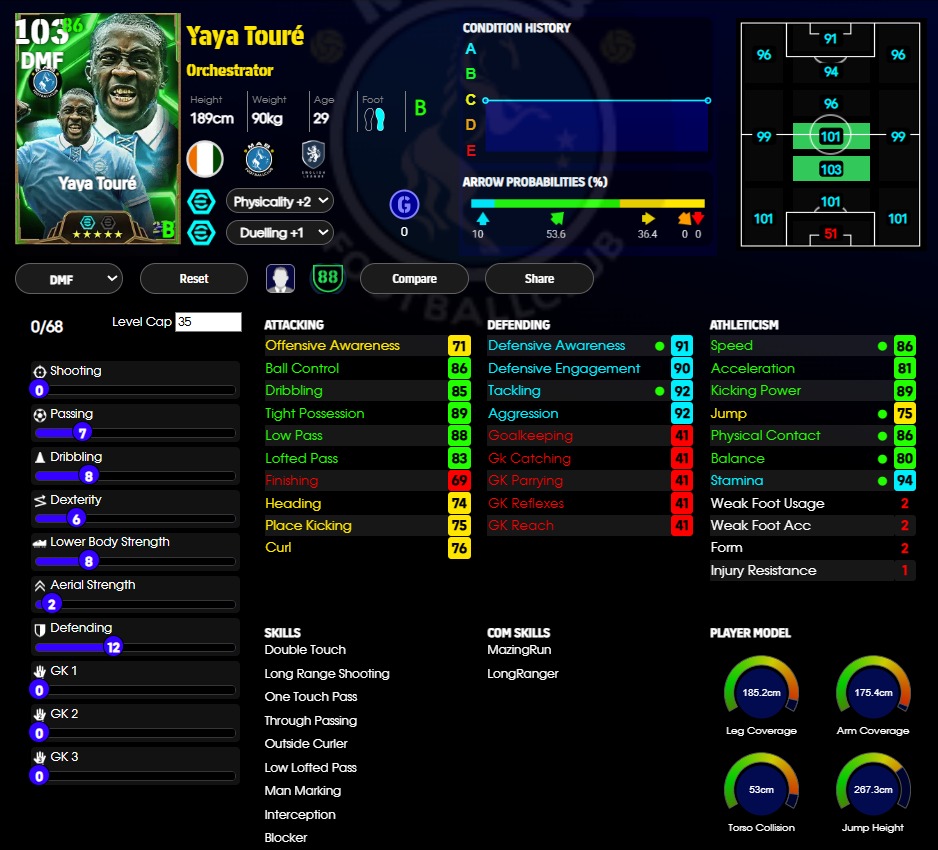 103
86
DMF
Yaya Touré
B
Yaya Touré
Orchestrator
Height
Weight
Age
Foot
189cm
90kg
29
B
Physicality +2
Duelling +1
G
0
CONDITION HISTORY
A
B
C
D
E
ARROW PROBABILITIES (%)
10
53.6
36.4
0
0
91
96
96
94
96
99
101
99
103
101
101
101
51
DMF
Reset
88
Compare
Share
0/68
Level Cap
35
Shooting
0
Passing
7
Dribbling
8
Dexterity
6
Lower Body Strength
8
Aerial Strength
2
Defending
12
GK 1
0
GK 2
0
GK 3
0
ATTACKING
Offensive Awareness 71
Ball Control 86
Dribbling 85
Tight Possession 89
Low Pass 88
Lofted Pass 83
Finishing 69
Heading 74
Place Kicking 75
Curl 76
DEFENDING
Defensive Awareness 91
Defensive Engagement 90
Tackling 92
Aggression 92
Goalkeeping 41
Gk Catching 41
GK Parrying 41
GK Reflexes 41
GK Reach 41
ATHLETICISM
Speed 86
Acceleration 81
Kicking Power 89
Jump 75
Physical Contact 86
Balance 80
Stamina 94
Weak Foot Usage 2
Weak Foot Acc 2
Form 2
Injury Resistance 1
SKILLS
Double Touch
Long Range Shooting
One Touch Pass
Through Passing
Outside Curler
Low Lofted Pass
Man Marking
Interception
Blocker
COM SKILLS
MazingRun
LongRanger
PLAYER MODEL
185.2cm
Leg Coverage
175.4cm
Arm Coverage
53cm
Torso Collision
267.3cm
Jump Height